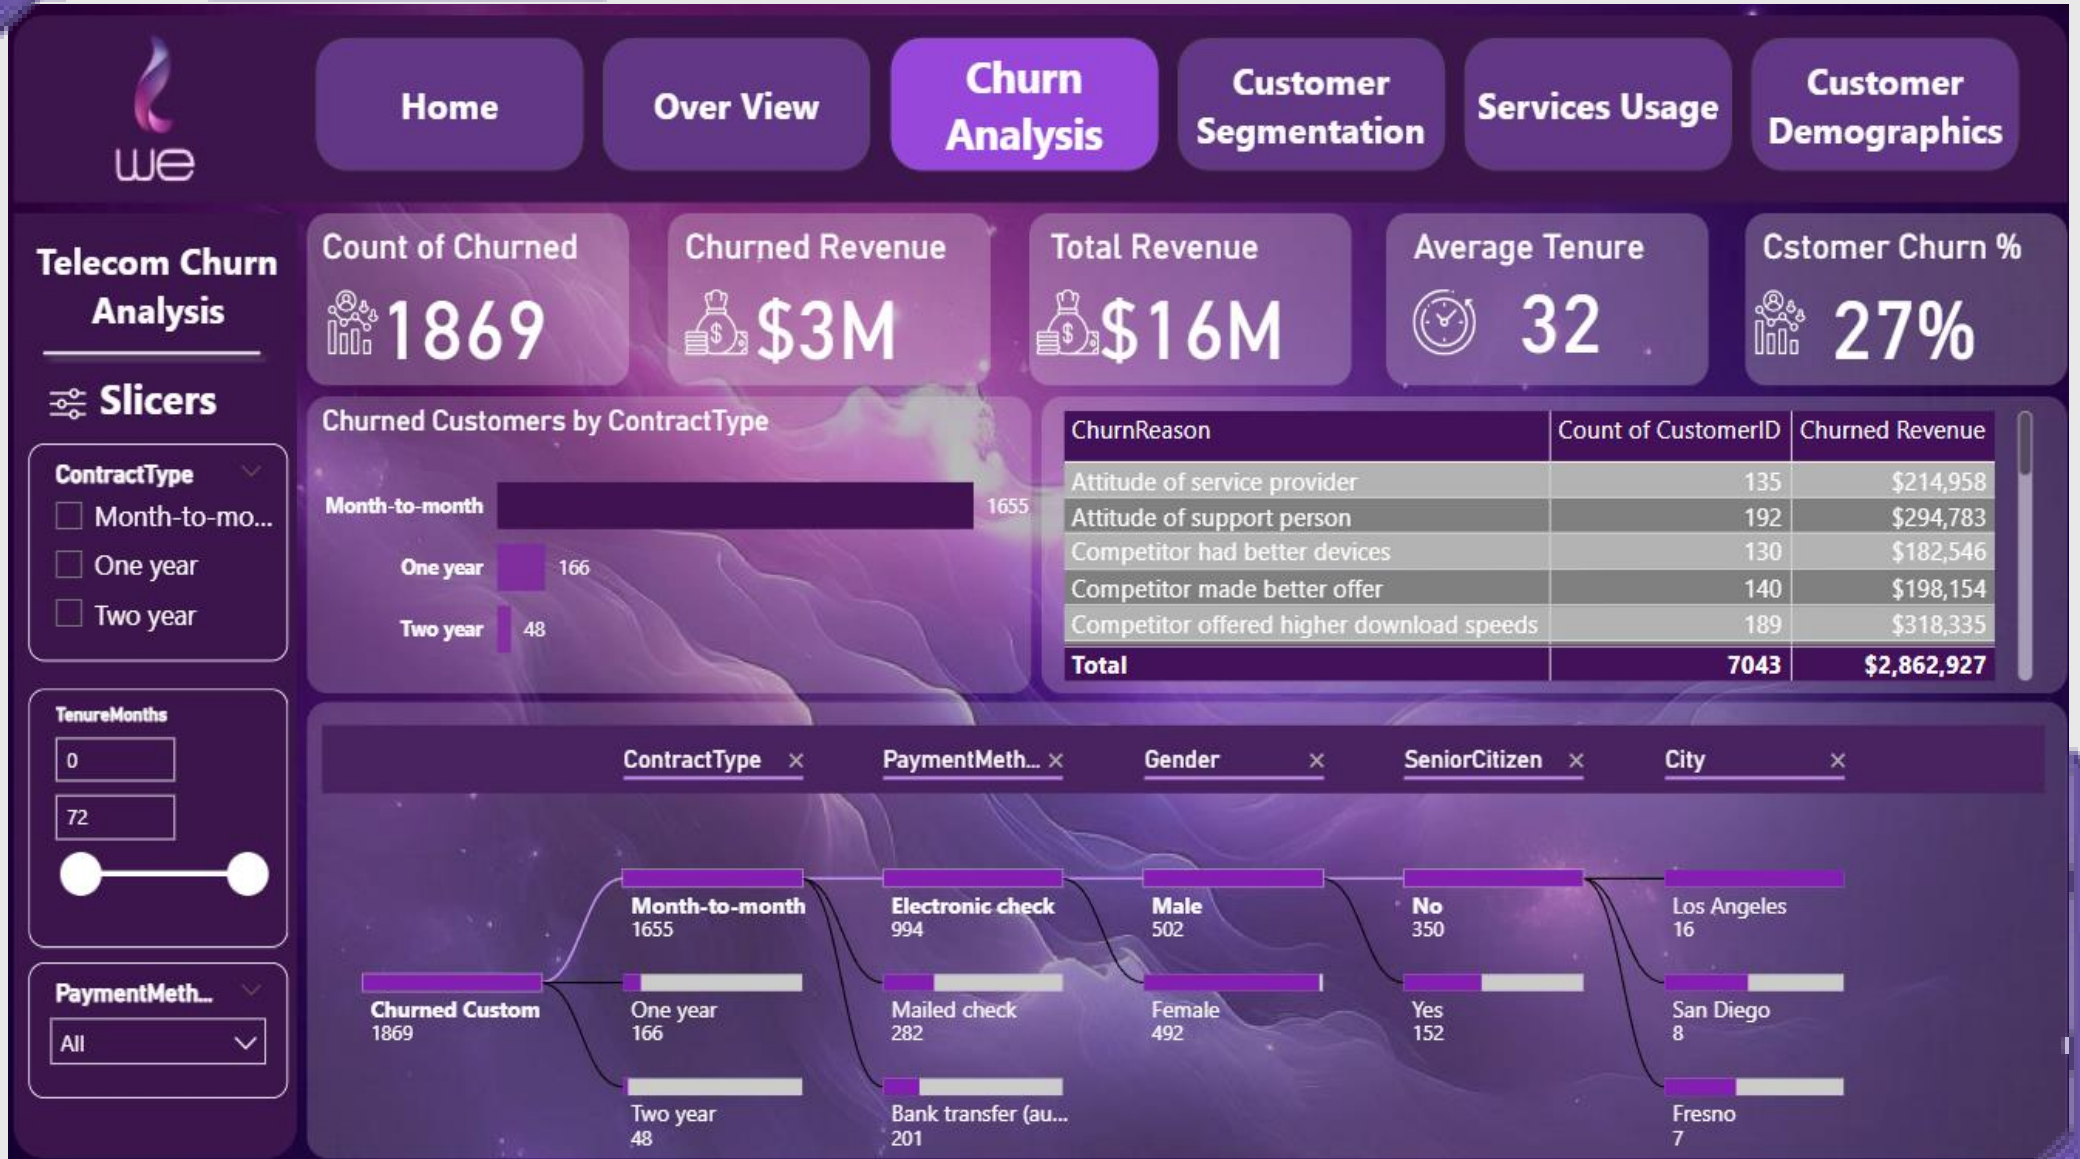 we
Home
Over View
Churn
Analysis
Customer
Segmentation
Services Usage
Customer
Demographics
Telecom Churn
Analysis
Slicers
ContractType
Month-to-mo...
One year
Two year
TenureMonths
0
72
PaymentMeth...
All
Count of Churned
1869
Churned Revenue
$3M
Total Revenue
$16M
Average Tenure
32
Cstomer Churn %
27%
Churned Customers by ContractType
Month-to-month 1655
One year 166
Two year 48
ChurnReason Count of CustomerID Churned Revenue
Attitude of service provider 135 $214,958
Attitude of support person 192 $294,783
Competitor had better devices 130 $182,546
Competitor made better offer 140 $198,154
Competitor offered higher download speeds 189 $318,335
Total 7043 $2,862,927
ContractType × PaymentMeth... × Gender × SeniorCitizen × City ×
Churned Custom
1869
Month-to-month
1655
One year
166
Two year
48
Electronic check
994
Mailed check
282
Bank transfer (au...
201
Male
502
Female
492
No
350
Yes
152
Los Angeles
16
San Diego
8
Fresno
7